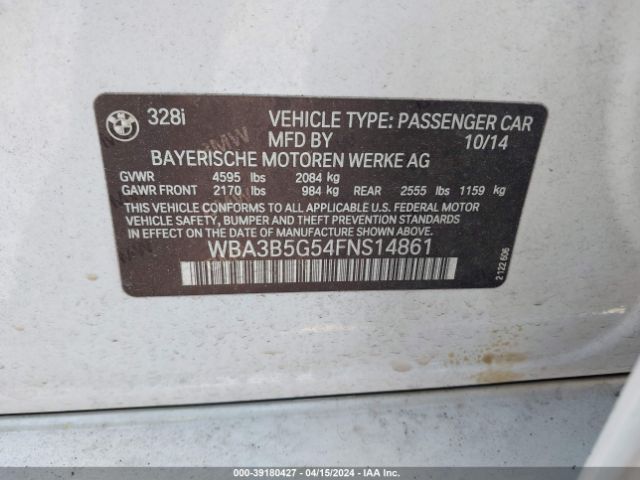 BMW
328i
VEHICLE TYPE: PASSENGER CAR
MFD BY 10/14
BAYERISCHE MOTOREN WERKE AG
GVWR 4595 lbs 2084 kg
GAWR FRONT 2170 lbs 984 kg REAR 2555 lbs 1159 kg
THIS VEHICLE CONFORMS TO ALL APPLICABLE U.S. FEDERAL MOTOR
VEHICLE SAFETY, BUMPER AND THEFT PREVENTION STANDARDS
IN EFFECT ON THE DATE OF MANUFACTURE SHOWN ABOVE.
WBA3B5G54FNS14861
2 122 606
000-39180427 - 04/15/2024 - IAA Inc.